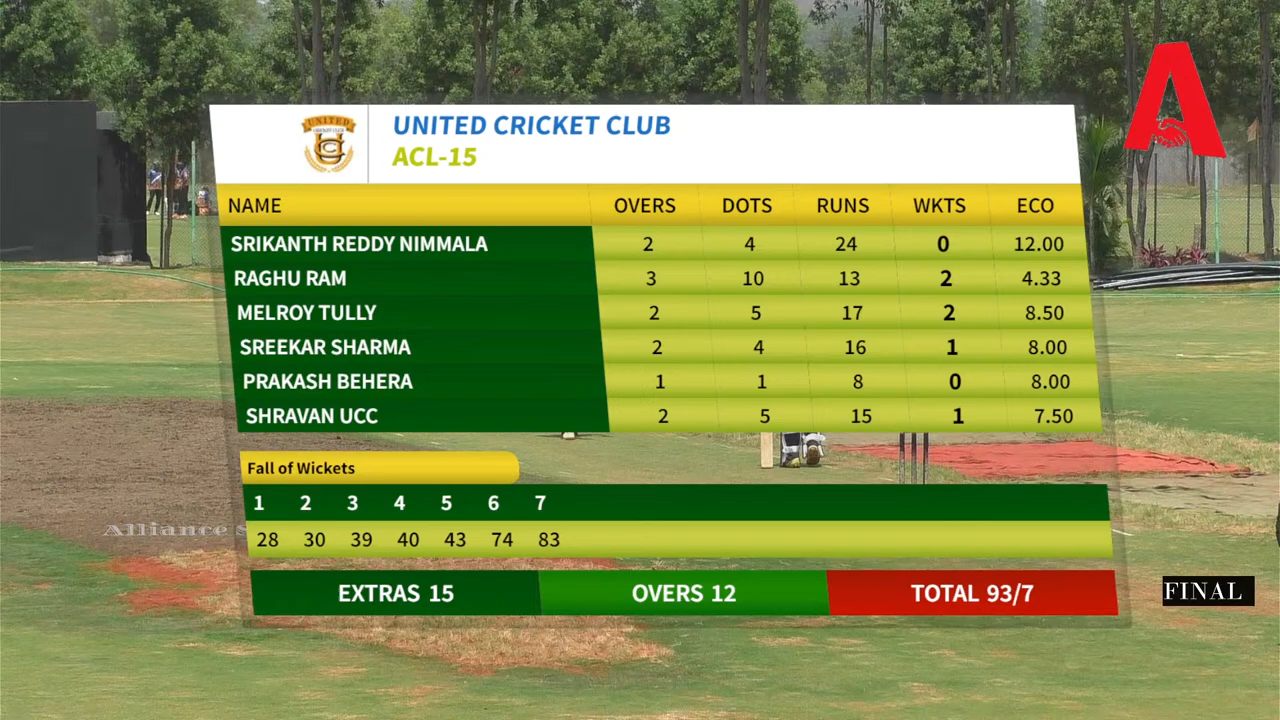 UNITED
CRICKET CLUB
UNITED CRICKET CLUB
ACL-15
A
NAME OVERS DOTS RUNS WKTS ECO
SRIKANTH REDDY NIMMALA 2 4 24 0 12.00
RAGHU RAM 3 10 13 2 4.33
MELROY TULLY 2 5 17 2 8.50
SREEKAR SHARMA 2 4 16 1 8.00
PRAKASH BEHERA 1 1 8 0 8.00
SHRAVAN UCC 2 5 15 1 7.50
Fall of Wickets
1 2 3 4 5 6 7
28 30 39 40 43 74 83
Alliance
EXTRAS 15 OVERS 12 TOTAL 93/7
FINAL